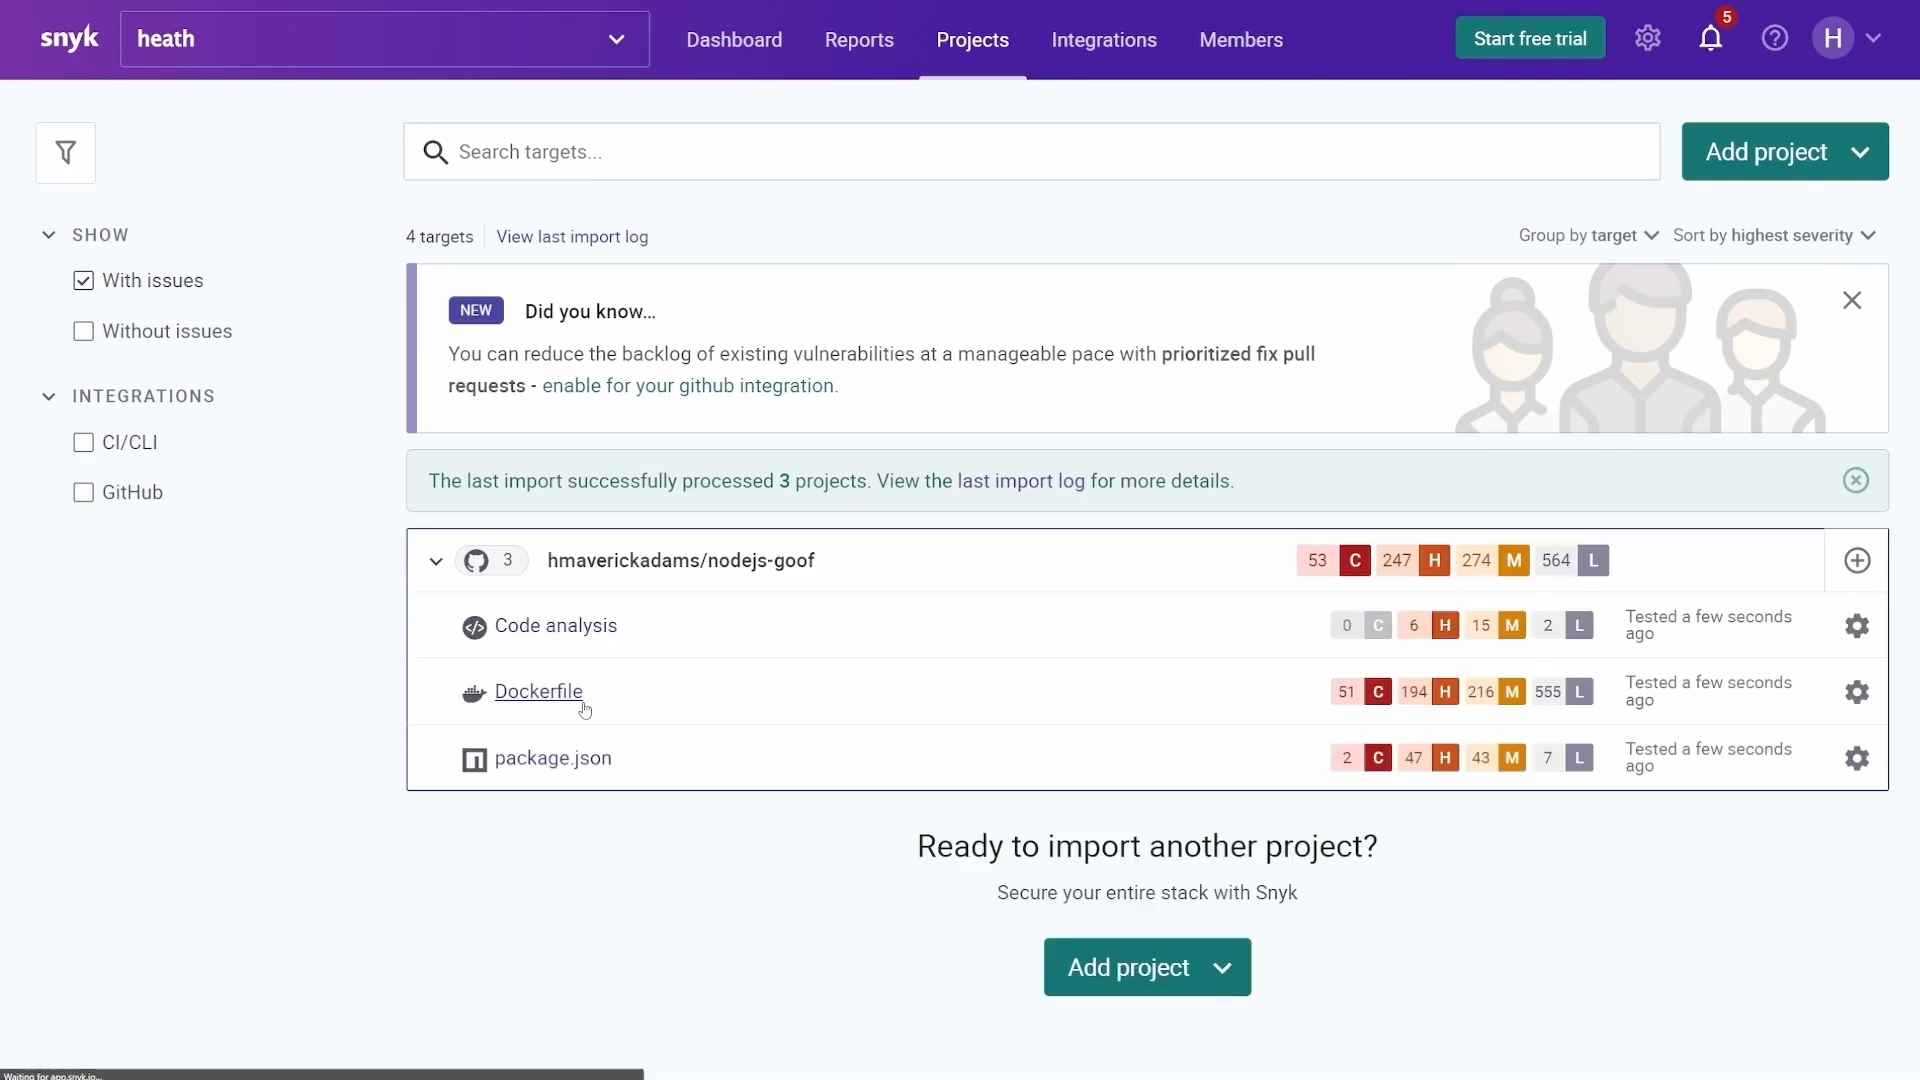 snyk
heath
Dashboard
Reports
Projects
Integrations
Members
Start free trial
5
H
Search targets...
Add project
SHOW
With issues
Without issues
INTEGRATIONS
CI/CLI
GitHub
4 targets
View last import log
Group by target
Sort by highest severity
NEW
Did you know...
You can reduce the backlog of existing vulnerabilities at a manageable pace with prioritized fix pull
requests - enable for your github integration.
The last import successfully processed 3 projects. View the last import log for more details.
3 hmaverickadams/nodejs-goof 53 C 247 H 274 M 564 L
Code analysis 0 C 6 H 15 M 2 L Tested a few seconds
ago
Dockerfile 51 C 194 H 216 M 555 L Tested a few seconds
ago
package.json 2 C 47 H 43 M 7 L Tested a few seconds
ago
Ready to import another project?
Secure your entire stack with Snyk
Add project
Waiting for app.snyk.io...